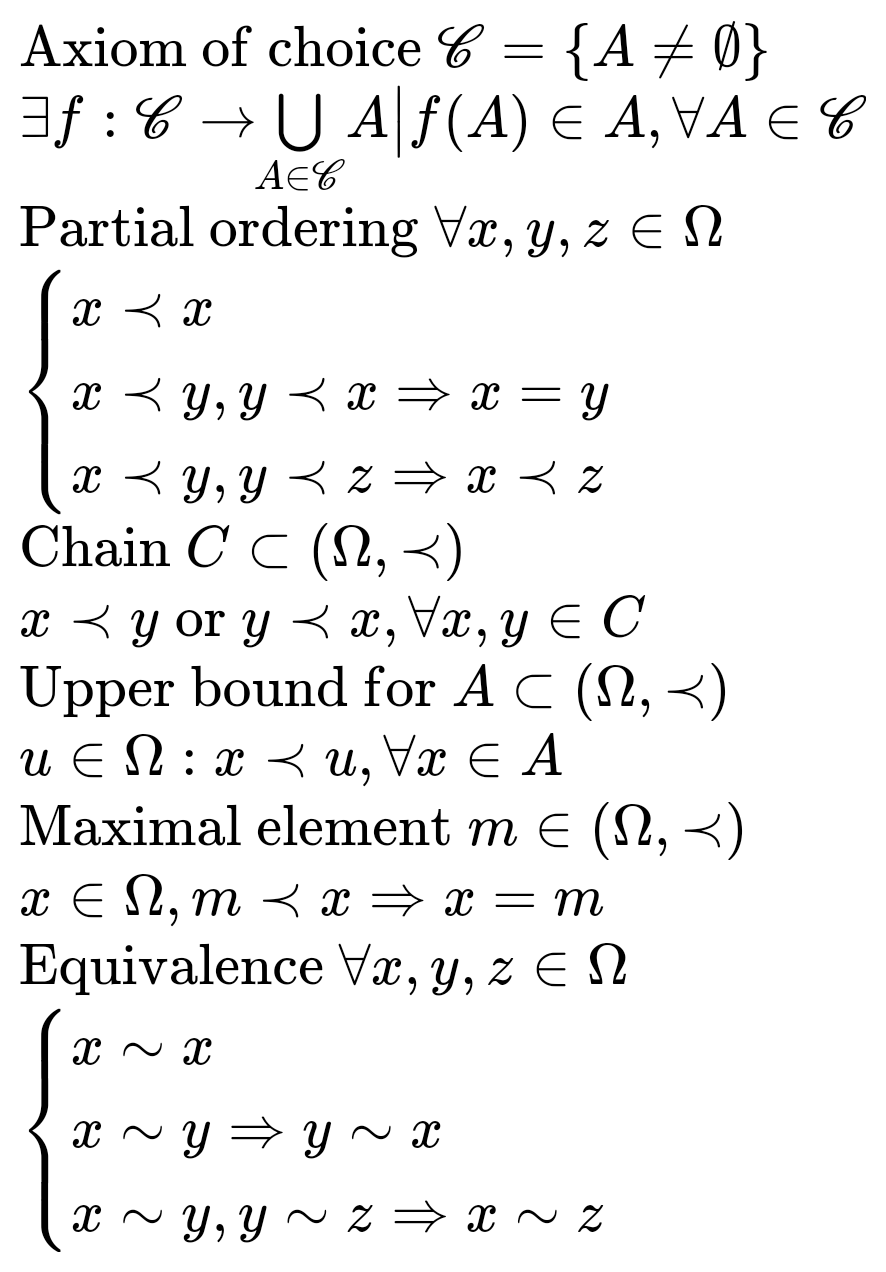 Axiom of choice 𝒞 = {A ≠ ∅}
∃f : 𝒞 → ⋃_{A∈𝒞} A|f(A) ∈ A, ∀A ∈ 𝒞
Partial ordering ∀x, y, z ∈ Ω
{ x ≺ x
x ≺ y, y ≺ x ⇒ x = y
x ≺ y, y ≺ z ⇒ x ≺ z
Chain C ⊂ (Ω, ≺)
x ≺ y or y ≺ x, ∀x, y ∈ C
Upper bound for A ⊂ (Ω, ≺)
u ∈ Ω : x ≺ u, ∀x ∈ A
Maximal element m ∈ (Ω, ≺)
x ∈ Ω, m ≺ x ⇒ x = m
Equivalence ∀x, y, z ∈ Ω
{ x ∼ x
x ∼ y ⇒ y ∼ x
x ∼ y, y ∼ z ⇒ x ∼ z